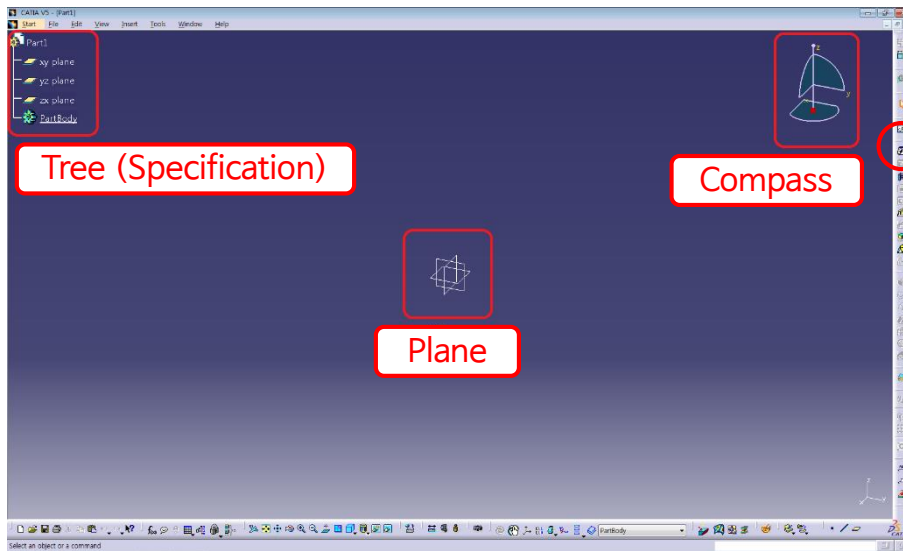 CATIA V5 - [Part1]
Start File Edit View Insert Tools Window Help
Part1
xy plane
yz plane
zx plane
PartBody
z
y
Tree (Specification)
Compass
Plane
z
PartBody
Select an object or a command